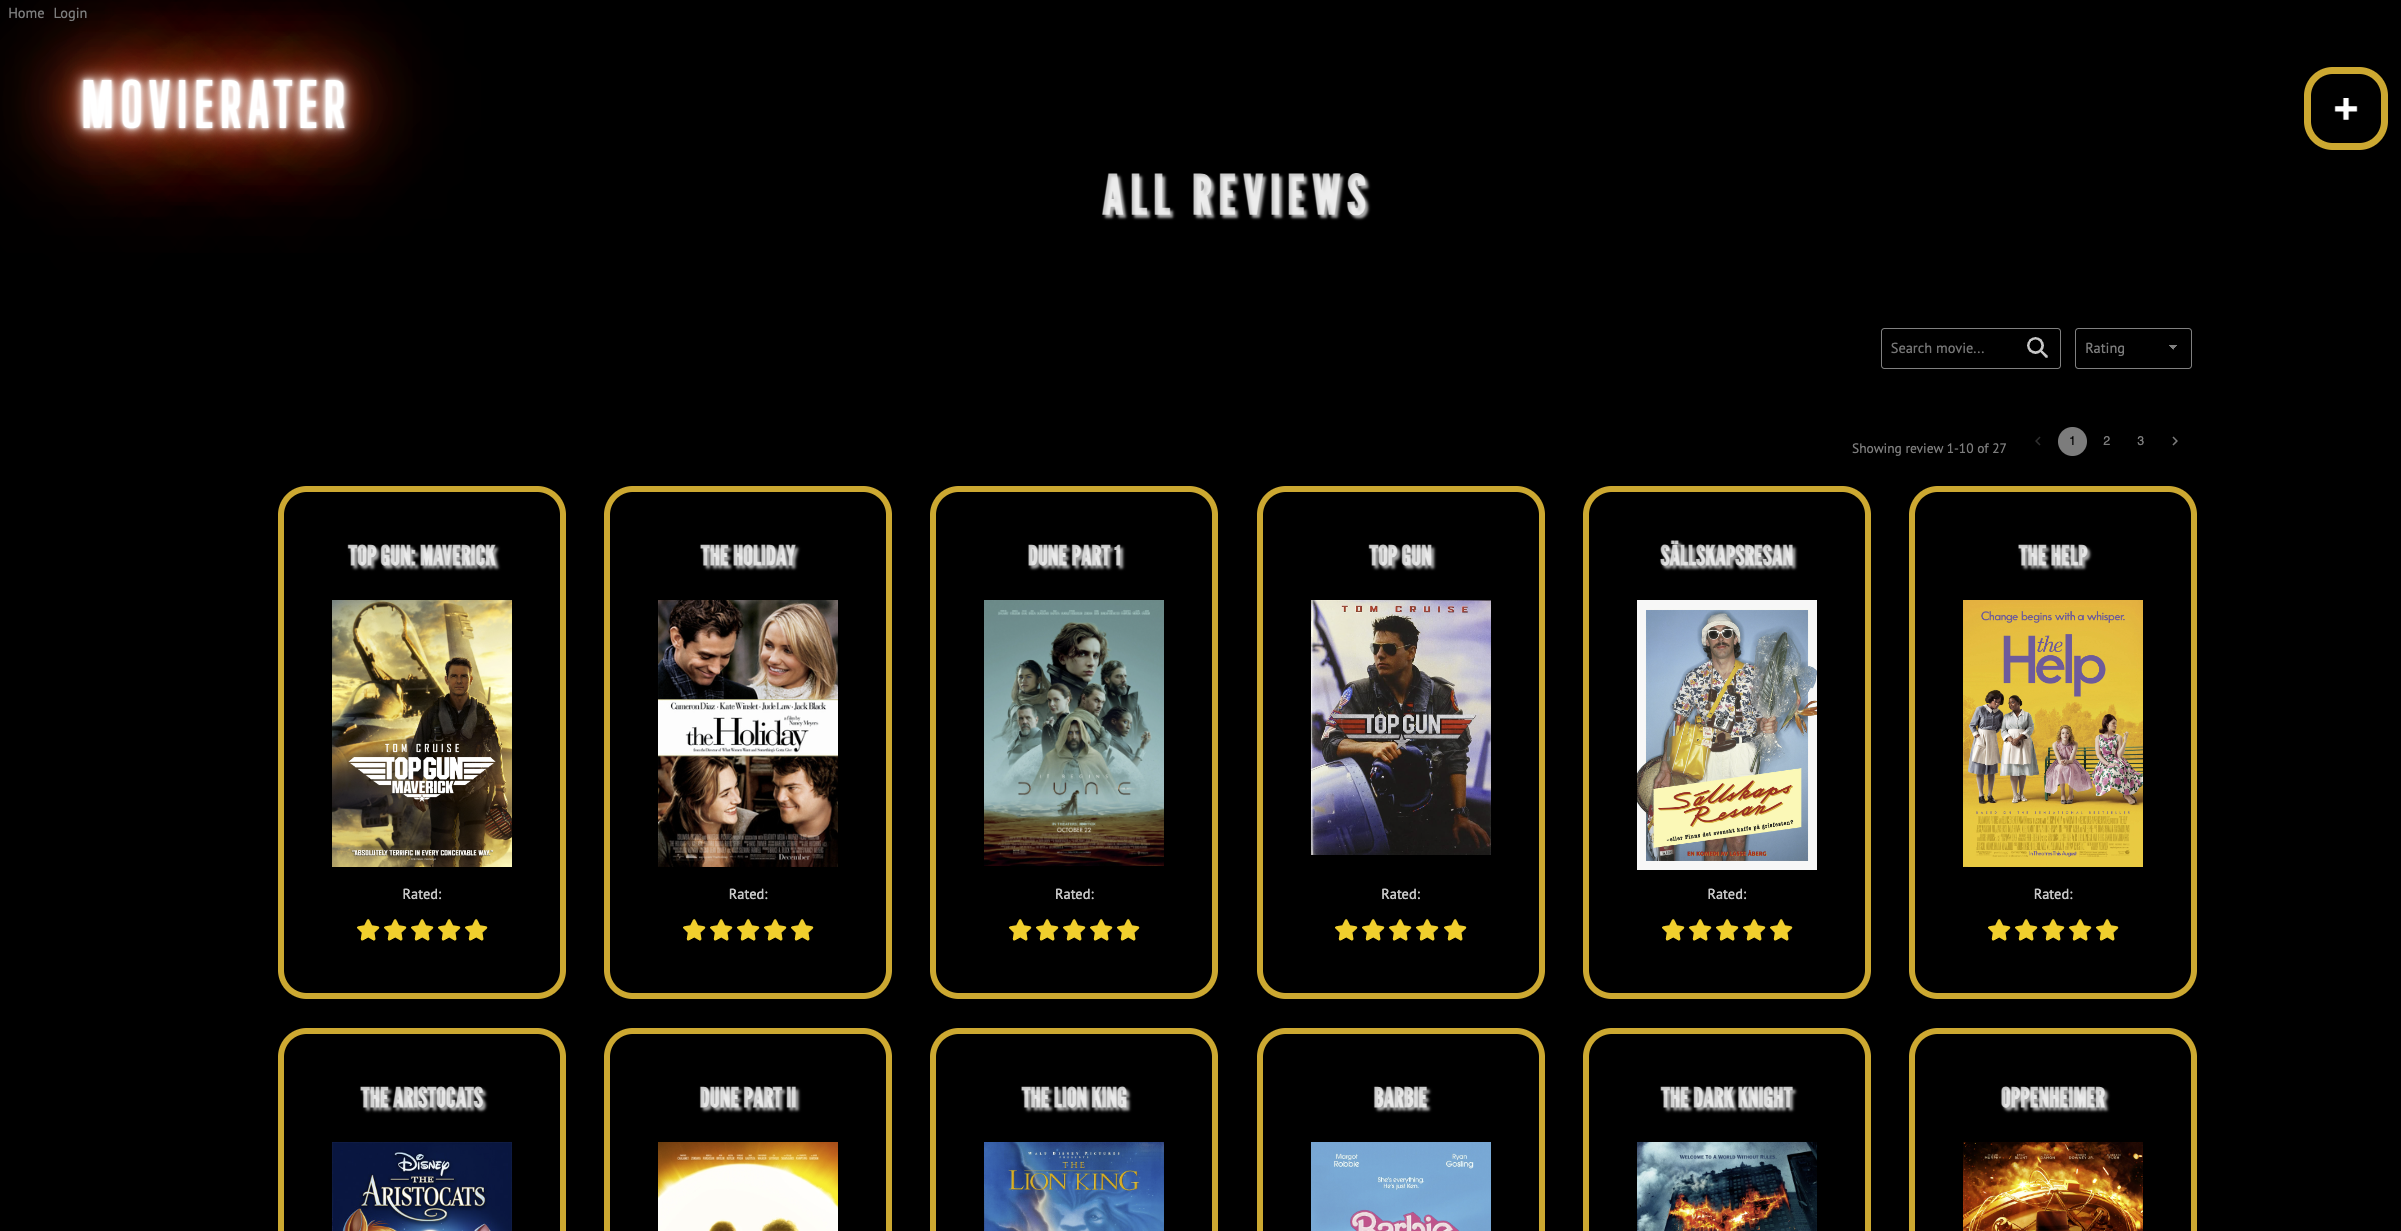 Home Login
MOVIERATER
+
ALL REVIEWS
Search movie...
Rating
Showing review 1-10 of 27
1 2 3
TOP GUN: MAVERICK
THE HOLIDAY
DUNE PART 1
TOP GUN
SÄLLSKAPSRESAN
THE HELP
TOM CRUISE
TOP GUN
MAVERICK
"ABSOLUTELY TERRIFIC IN EVERY CONCEIVABLE WAY."
Cameron Diaz · Kate Winslet · Jude Law · Jack Black
a film by
Nancy Meyers
the Holiday
December
DUNE
OCTOBER 22
TOM CRUISE
TOP GUN
Sällskaps
Resan
Change begins with a whisper.
the
Help
Rated:
Rated:
Rated:
Rated:
Rated:
Rated:
THE ARISTOCATS
DUNE PART II
THE LION KING
BARBIE
THE DARK KNIGHT
OPPENHEIMER
Disney
THE
ARISTOCATS
WALT DISNEY PICTURES
THE
LION KING
Margot
Robbie
Ryan
Gosling
She's everything.
He's just Ken.
Barbie
WELCOME TO A WORLD WITHOUT RULES.